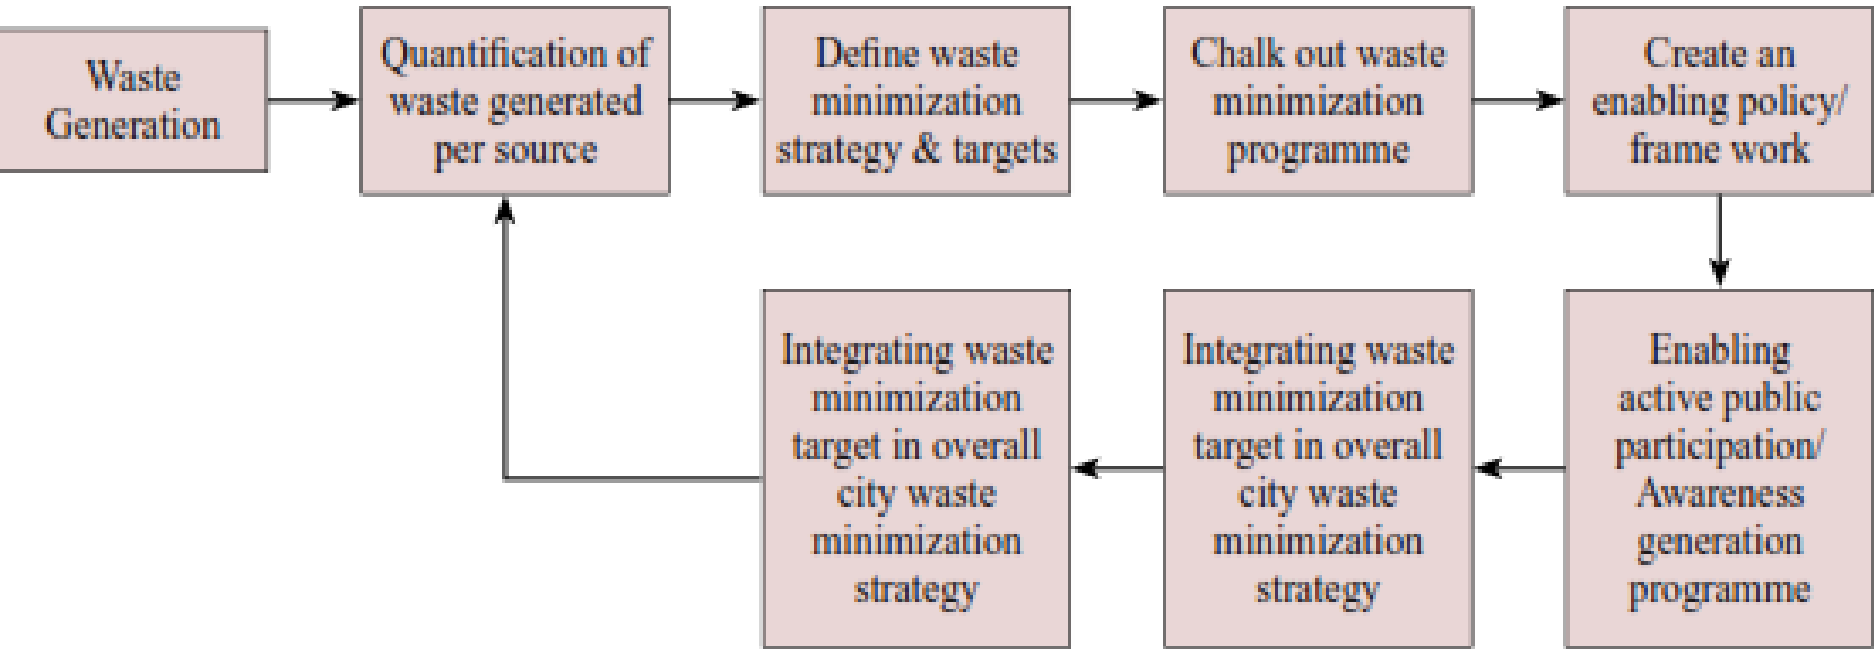 Waste
Generation
Quantification of
waste generated
per source
Define waste
minimization
strategy & targets
Chalk out waste
minimization
programme
Create an
enabling policy/
frame work
Integrating waste
minimization
target in overall
city waste
minimization
strategy
Integrating waste
minimization
target in overall
city waste
minimization
strategy
Enabling
active public
participation/
Awareness
generation
programme